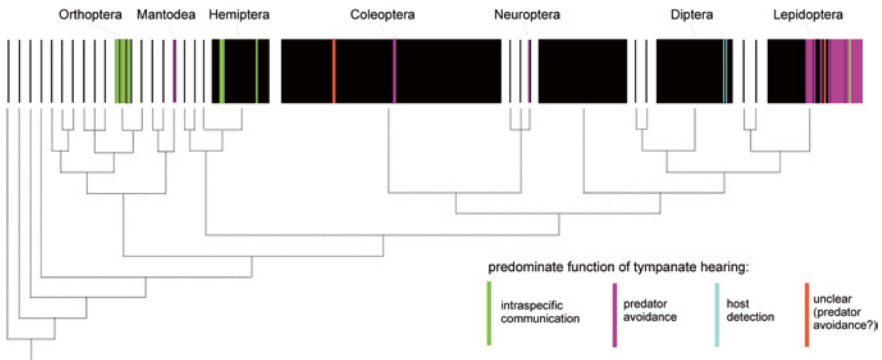 Orthoptera Mantodea Hemiptera Coleoptera Neuroptera Diptera Lepidoptera
predominate function of tympanate hearing:
intraspecific
communication
predator
avoidance
host
detection
unclear
(predator
avoidance?)